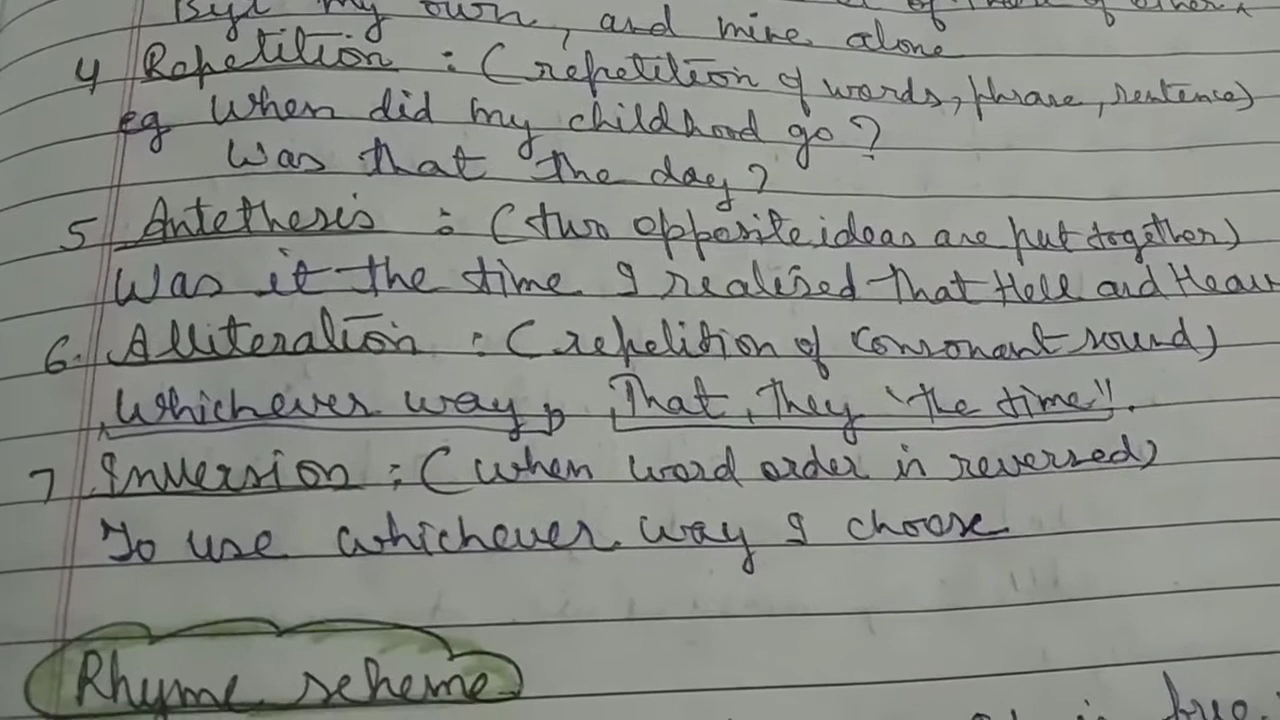 my own, and mine alone
4 Repetition : (repetition of words, phrase, sentence)
eg When did my childhood go?
Was that the day?
5 Antethesis : (two opposite ideas are put together)
Was it the time I realised that Hell and Heav
6. Alliteration : (repetition of consonant sound)
Whichever way, That, They "the time".
7 Inversion : (when word order is reversed)
To use whichever way I choose
Rhyme scheme